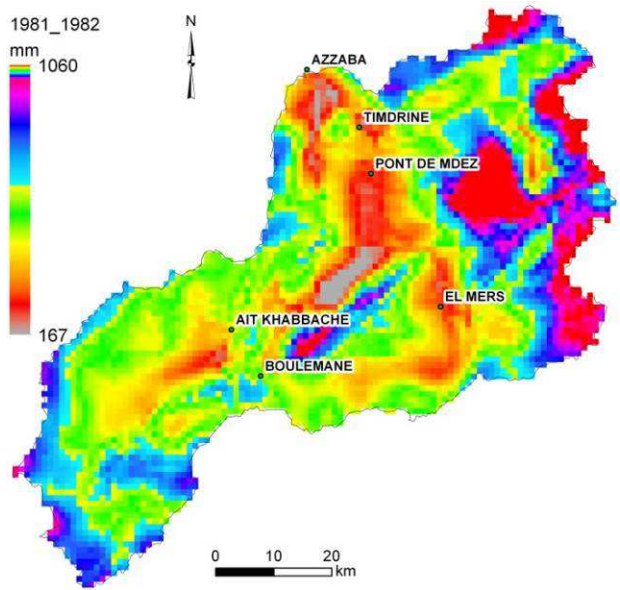 1981_1982
mm
1060
167
N
AZZABA
TIMDRINE
PONT DE MDEZ
EL MERS
AIT KHABBACHE
BOULEMANE
0 10 20
km